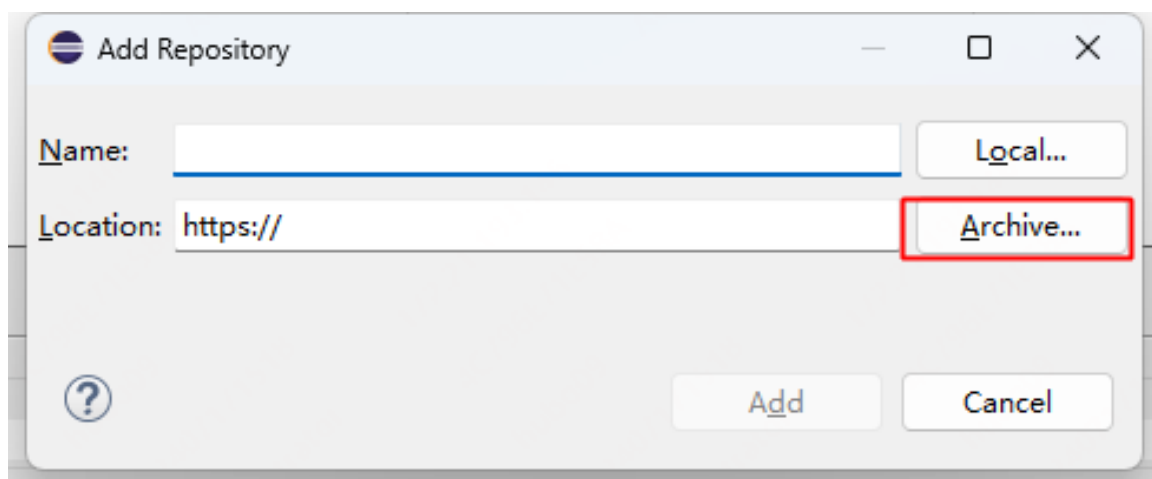 Add Repository
Name:
Local...
Location: https://
Archive...
?
Add
Cancel